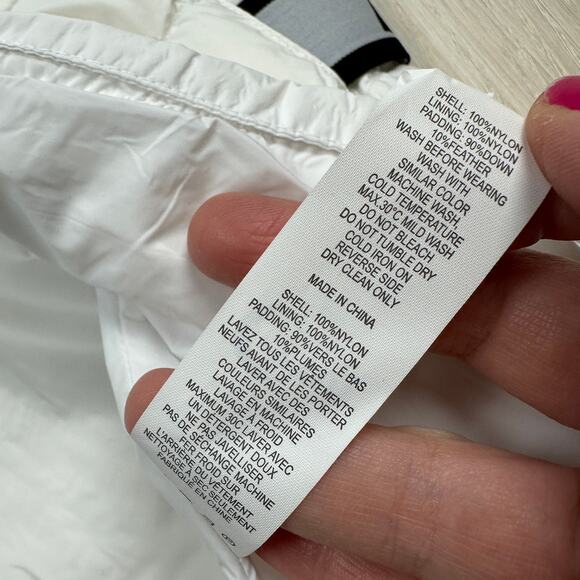 SHELL: 100%NYLON
LINING: 100%NYLON
PADDING: 90%DOWN
10%FEATHER
WASH BEFORE WEARING
WASH WITH
SIMILAR COLOR
MACHINE WASH,
COLD TEMPERATURE
MAX.30°C MILD WASH
DO NOT BLEACH
DO NOT TUMBLE DRY
COLD IRON ON
REVERSE SIDE
DRY CLEAN ONLY
MADE IN CHINA
SHELL: 100%NYLON
LINING: 100%NYLON
PADDING: 90%VERS LE BAS
10%PLUMES
LAVEZ TOUS LES VÊTEMENTS
NEUFS AVANT DE LES PORTER
LAVER AVEC DES
COULEURS SIMILAIRES
LAVAGE EN MACHINE
LAVAGE À FROID
MAXIMUM 30C LAVER AVEC
UN DETERGENT DOUX
NE PAS JAVELISER
PAS DE SÉCHAGE MACHINE
FER FROID SUR
L'ARRIÈRE DU VÊTEMENT
NETTOYAGE À SEC SEULEMENT
FABRIQUÉ EN CHINE